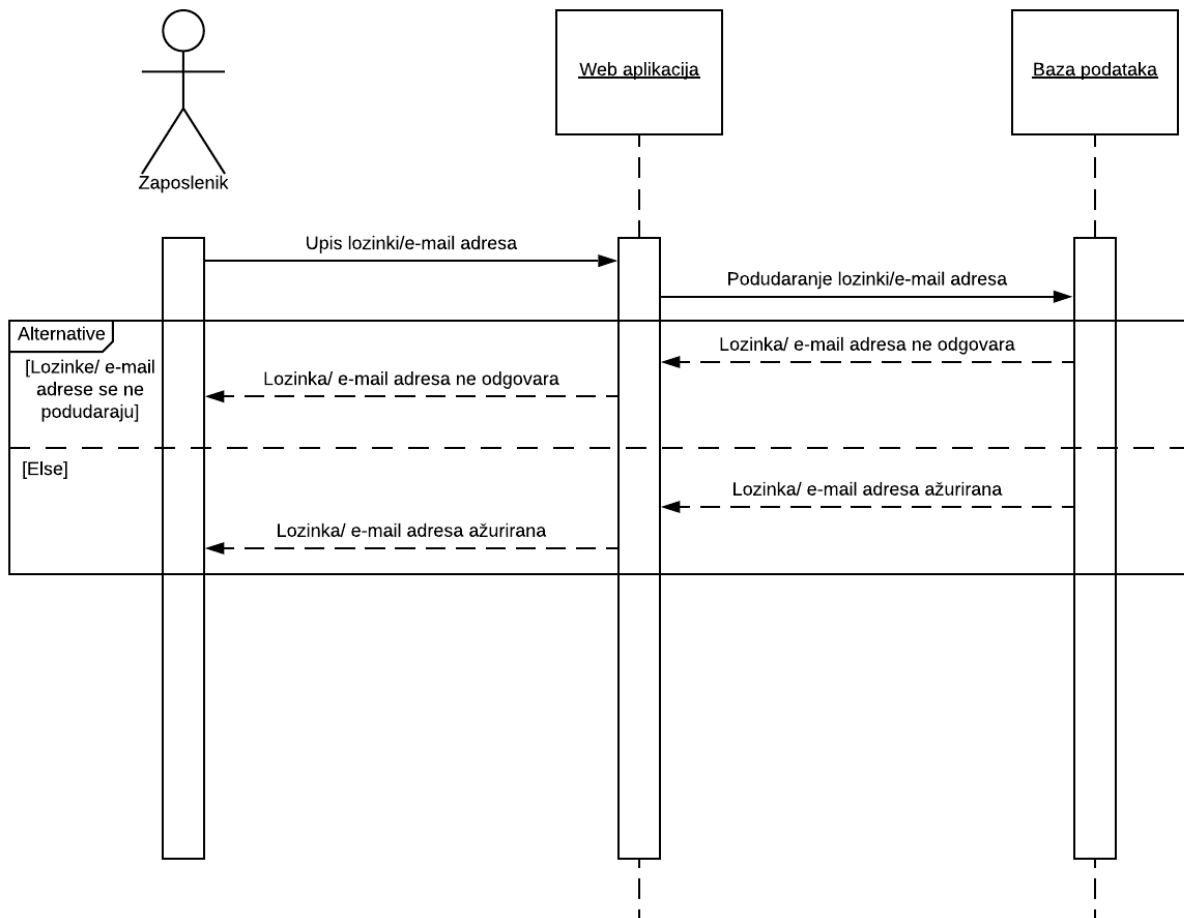 Zaposlenik
Web aplikacija
Baza podataka
Upis lozinki/e-mail adresa
Podudaranje lozinki/e-mail adresa
Alternative
[Lozinke/ e-mail
adrese se ne
podudaraju]
Lozinka/ e-mail adresa ne odgovara
Lozinka/ e-mail adresa ne odgovara
[Else]
Lozinka/ e-mail adresa ažurirana
Lozinka/ e-mail adresa ažurirana